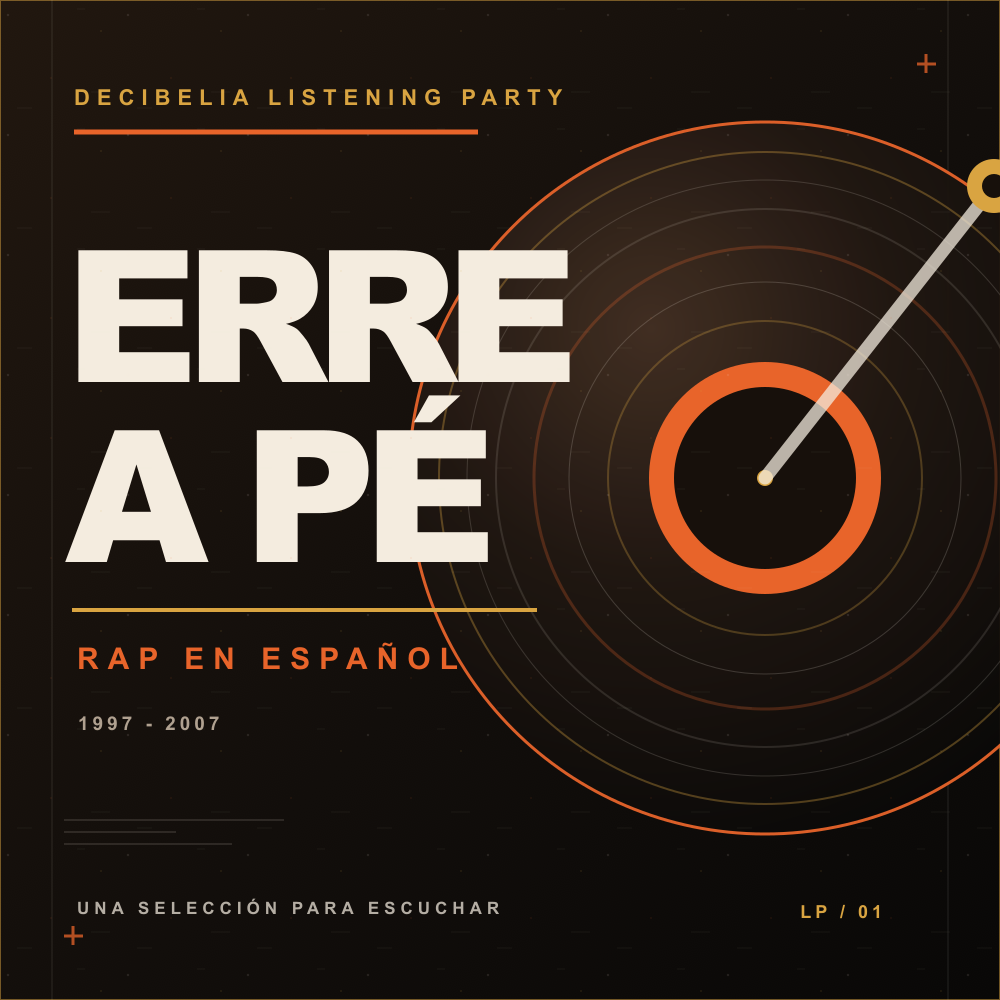 DECIBELIA LISTENING PARTY
ERRE
A PÉ
RAP EN ESPAÑOL
1997 - 2007
UNA SELECCIÓN PARA ESCUCHAR
LP / 01